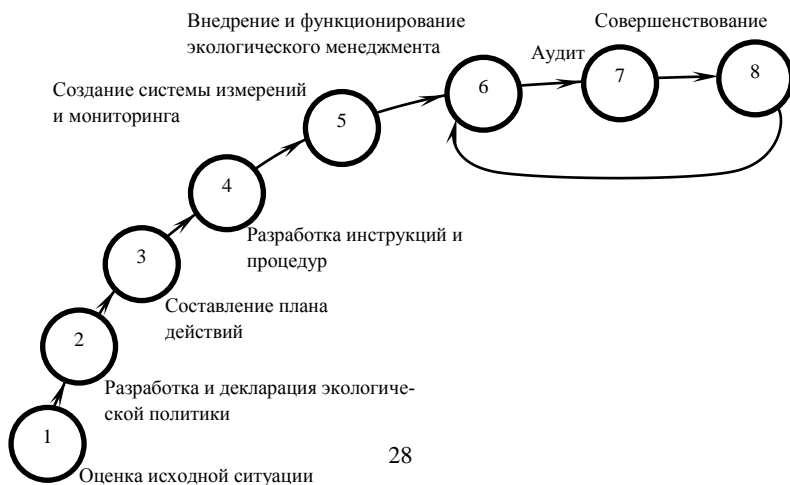 Внедрение и функционирование
экологического менеджмента
Совершенствование
Аудит
6
7
8
Создание системы измерений
и мониторинга
5
4
Разработка инструкций и
процедур
3
Составление плана
действий
2
Разработка и декларация экологиче-
ской политики
1
Оценка исходной ситуации
28